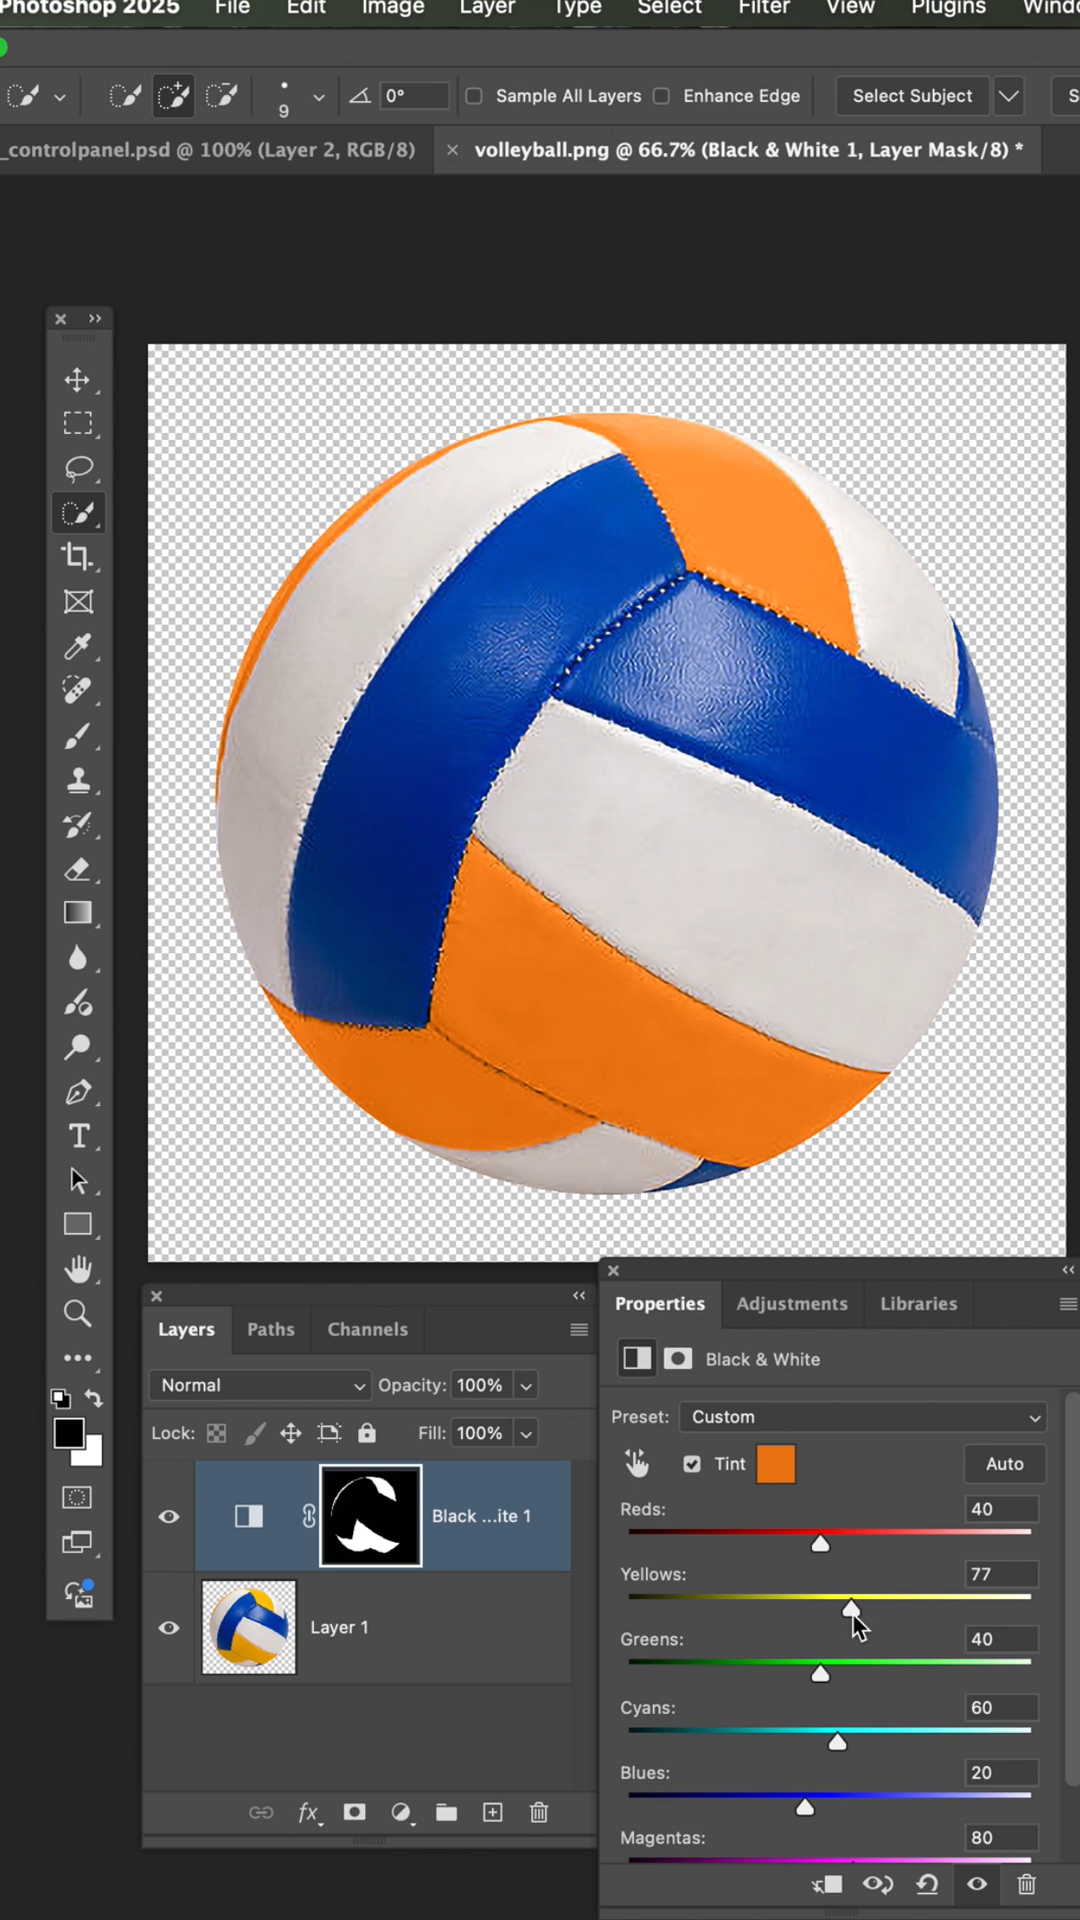 Photoshop 2025 File Edit Image Layer Type Select Filter View Plugins Windo
9 0° Sample All Layers Enhance Edge Select Subject S
_controlpanel.psd @ 100% (Layer 2, RGB/8) × volleyball.png @ 66.7% (Black & White 1, Layer Mask/8) *
Layers Paths Channels
Normal Opacity: 100%
Lock: Fill: 100%
Black ...ite 1
Layer 1
fx
Properties Adjustments Libraries
Black & White
Preset: Custom
Tint Auto
Reds: 40
Yellows: 77
Greens: 40
Cyans: 60
Blues: 20
Magentas: 80